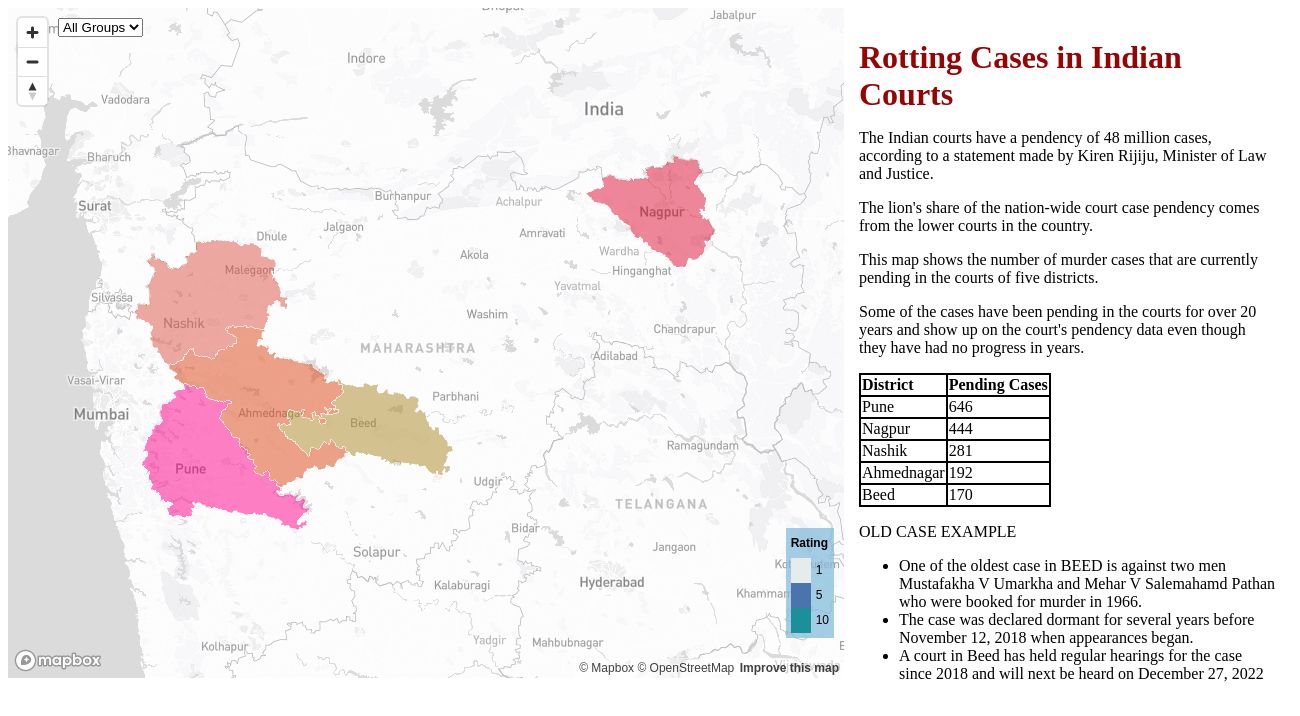 All Groups
Dhopal
Jabalpur
Indore
India
Vadodara
Bhavnagar
Bharuch
Surat
Burhanpur
Achalpur
Nagpur
Dhule
Jalgaon
Amravati
Akola
Wardha
Hinganghat
Malegaon
Yavatmal
Silvassa
Nashik
Washim
Chandrapur
MAHARASHTRA
Adilabad
Vasai-Virar
Mumbai
Parbhani
Ahmednagar
Beed
Ramagundam
Pune
Udgir
TELANGANA
Bidar
Solapur
Jangaon
Kalaburagi
Hyderabad
Khammam
Yadgir
Mahbubnagar
Kolhapur
Rating
1
5
10
mapbox
© Mapbox © OpenStreetMap Improve this map
Rotting Cases in Indian
Courts
The Indian courts have a pendency of 48 million cases,
according to a statement made by Kiren Rijiju, Minister of Law
and Justice.
The lion's share of the nation-wide court case pendency comes
from the lower courts in the country.
This map shows the number of murder cases that are currently
pending in the courts of five districts.
Some of the cases have been pending in the courts for over 20
years and show up on the court's pendency data even though
they have had no progress in years.
District Pending Cases
Pune 646
Nagpur 444
Nashik 281
Ahmednagar 192
Beed 170
OLD CASE EXAMPLE
One of the oldest case in BEED is against two men
Mustafakha V Umarkha and Mehar V Salemahamd Pathan
who were booked for murder in 1966.
The case was declared dormant for several years before
November 12, 2018 when appearances began.
A court in Beed has held regular hearings for the case
since 2018 and will next be heard on December 27, 2022